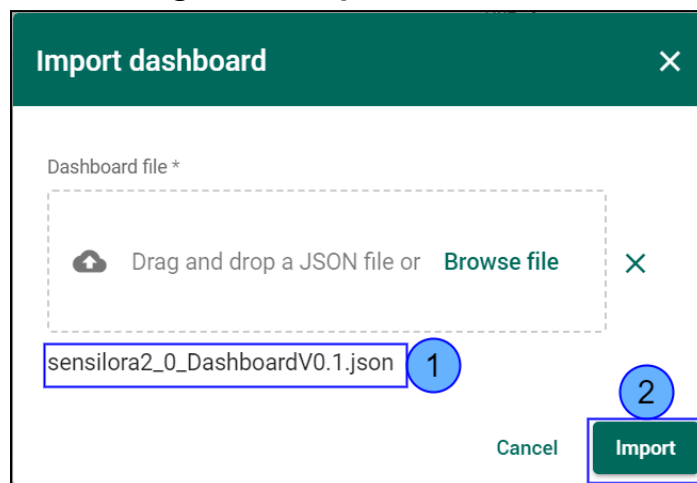 Import dashboard
Dashboard file *
Drag and drop a JSON file or Browse file
sensilora2_0_DashboardV0.1.json
1
2
Cancel Import